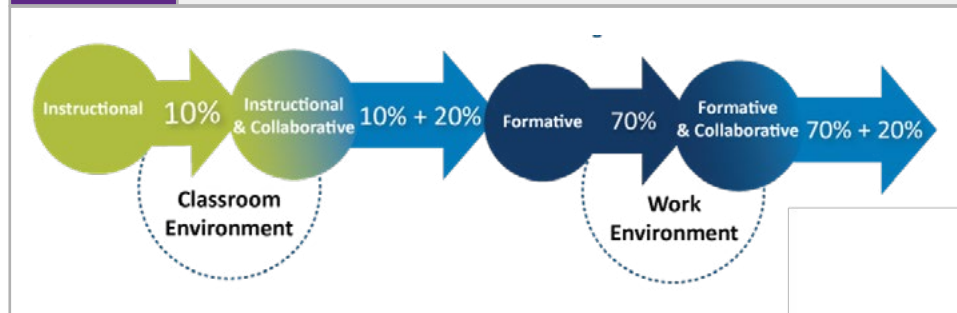 Instructional
10%
Instructional
& Collaborative
10% + 20%
Formative
70%
Formative
& Collaborative
70% + 20%
Classroom
Environment
Work
Environment